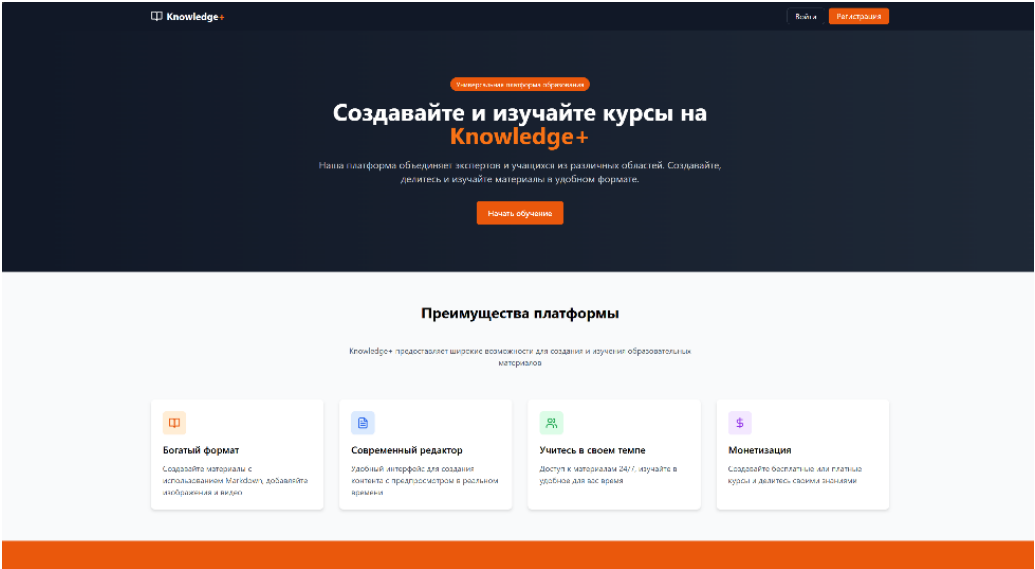 Knowledge+
Войти
Регистрация
Универсальная платформа образования
Создавайте и изучайте курсы на
Knowledge+
Наша платформа объединяет экспертов и учащихся из различных областей. Создавайте,
делитесь и изучайте материалы в удобном формате.
Начать обучение
Преимущества платформы
Knowledge+ предоставляет широкие возможности для создания и изучения образовательных
материалов
Богатый формат
Создавайте материалы с
использованием Markdown, добавляйте
изображения и видео
Современный редактор
Удобный интерфейс для создания
контента с предпросмотром в реальном
времени
Учитесь в своем темпе
Доступ к материалам 24/7, изучайте в
удобное для вас время
Монетизация
Создавайте бесплатные или платные
курсы и делитесь своими знаниями